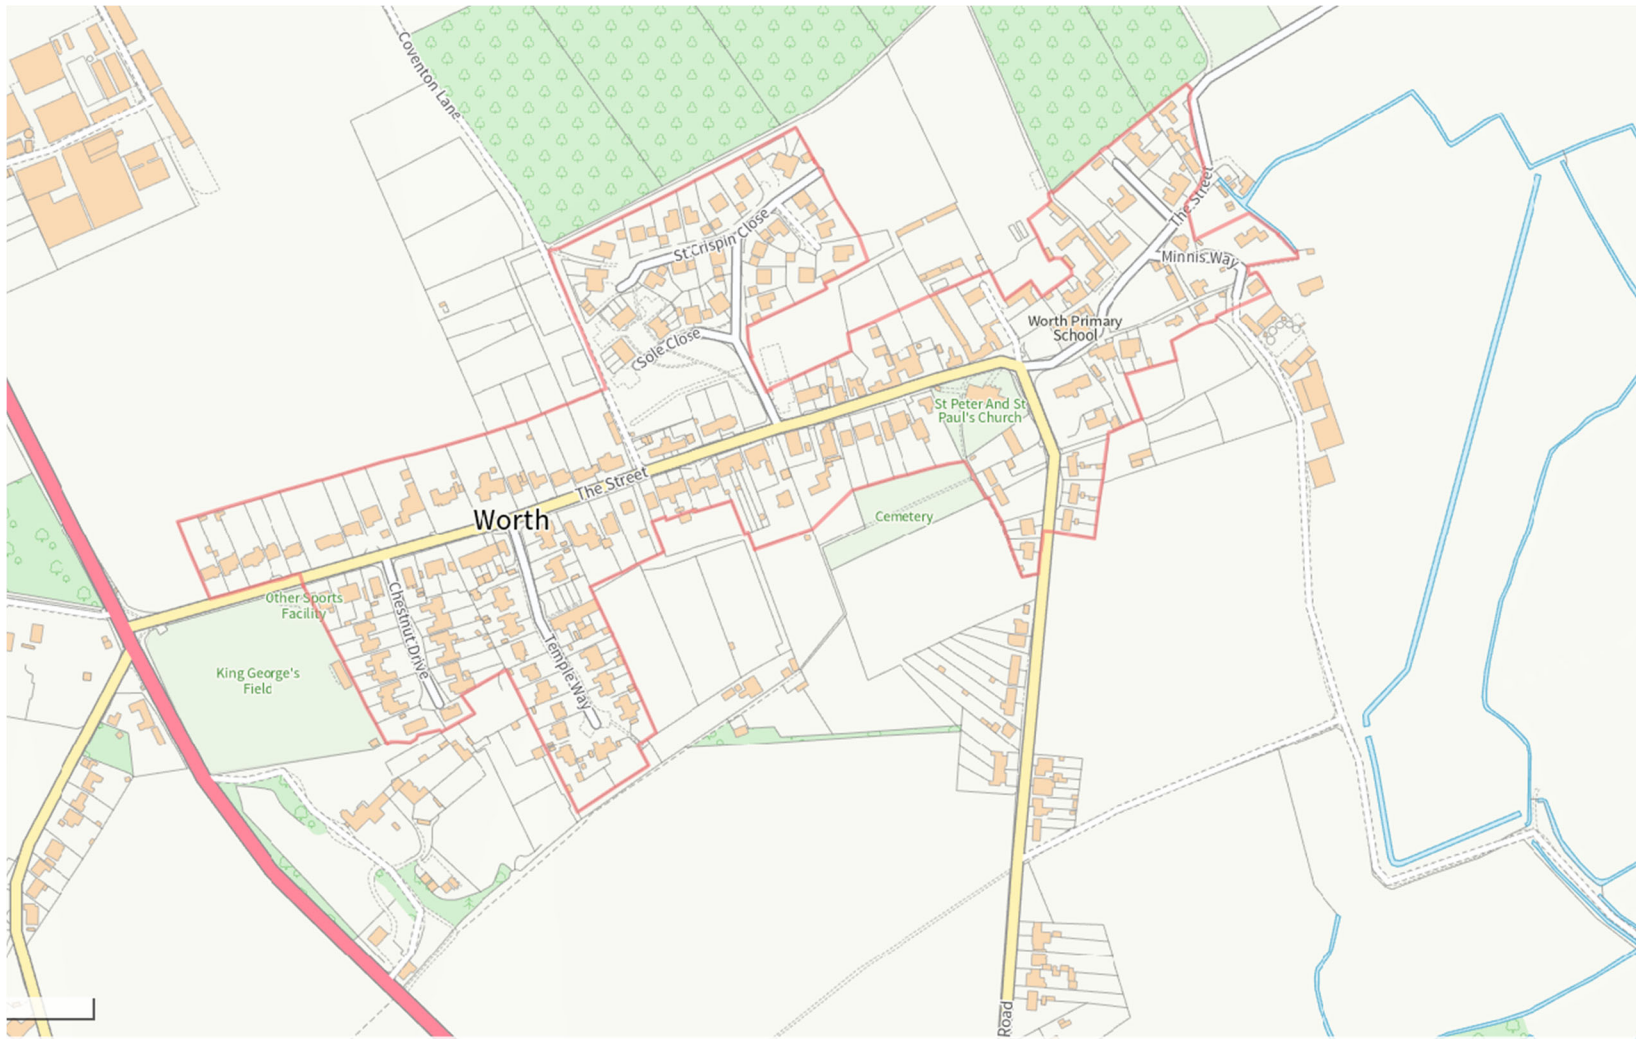 Coventon Lane
The Street
St Crispin Close
Minnis Way
Worth Primary
School
Sole Close
St Peter And St
Paul's Church
The Street
Worth
Cemetery
Other Sports
Facility
Chestnut Drive
Temple Way
King George's
Field
Road